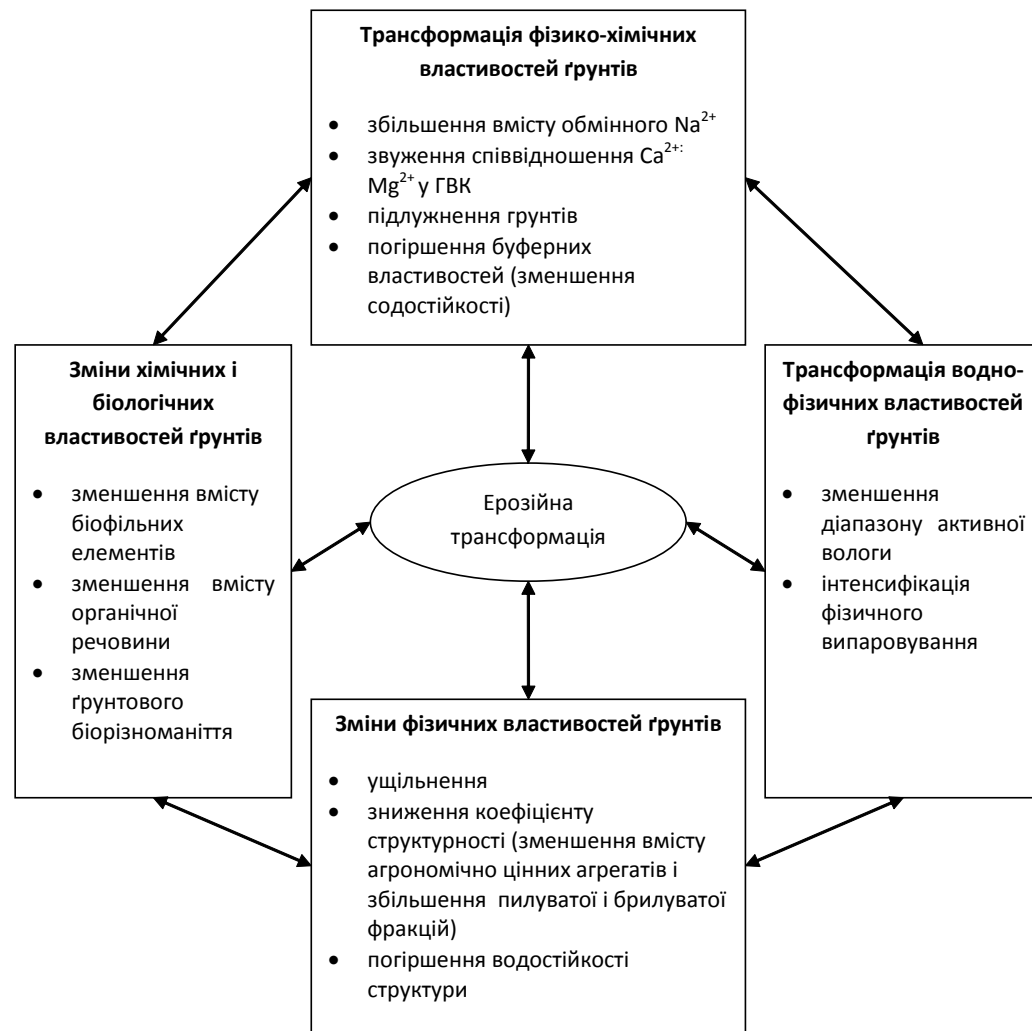 Трансформація фізико-хімічних
властивостей ґрунтів
• збільшення вмісту обмінного Na²⁺
• звуження співвідношення Ca²⁺:
Mg²⁺ у ГВК
• підлужнення грунтів
• погіршення буферних
властивостей (зменшення
содостійкості)
Зміни хімічних і
біологічних
властивостей ґрунтів
• зменшення вмісту
біофільних
елементів
• зменшення вмісту
органічної
речовини
• зменшення
ґрунтового
біорізноманіття
Ерозійна
трансформація
Трансформація водно-
фізичних властивостей
ґрунтів
• зменшення
діапазону активної
вологи
• інтенсифікація
фізичного
випаровування
Зміни фізичних властивостей ґрунтів
• ущільнення
• зниження коефіцієнту
структурності (зменшення вмісту
агрономічно цінних агрегатів і
збільшення пилуватої і брилуватої
фракцій)
• погіршення водостійкості
структури